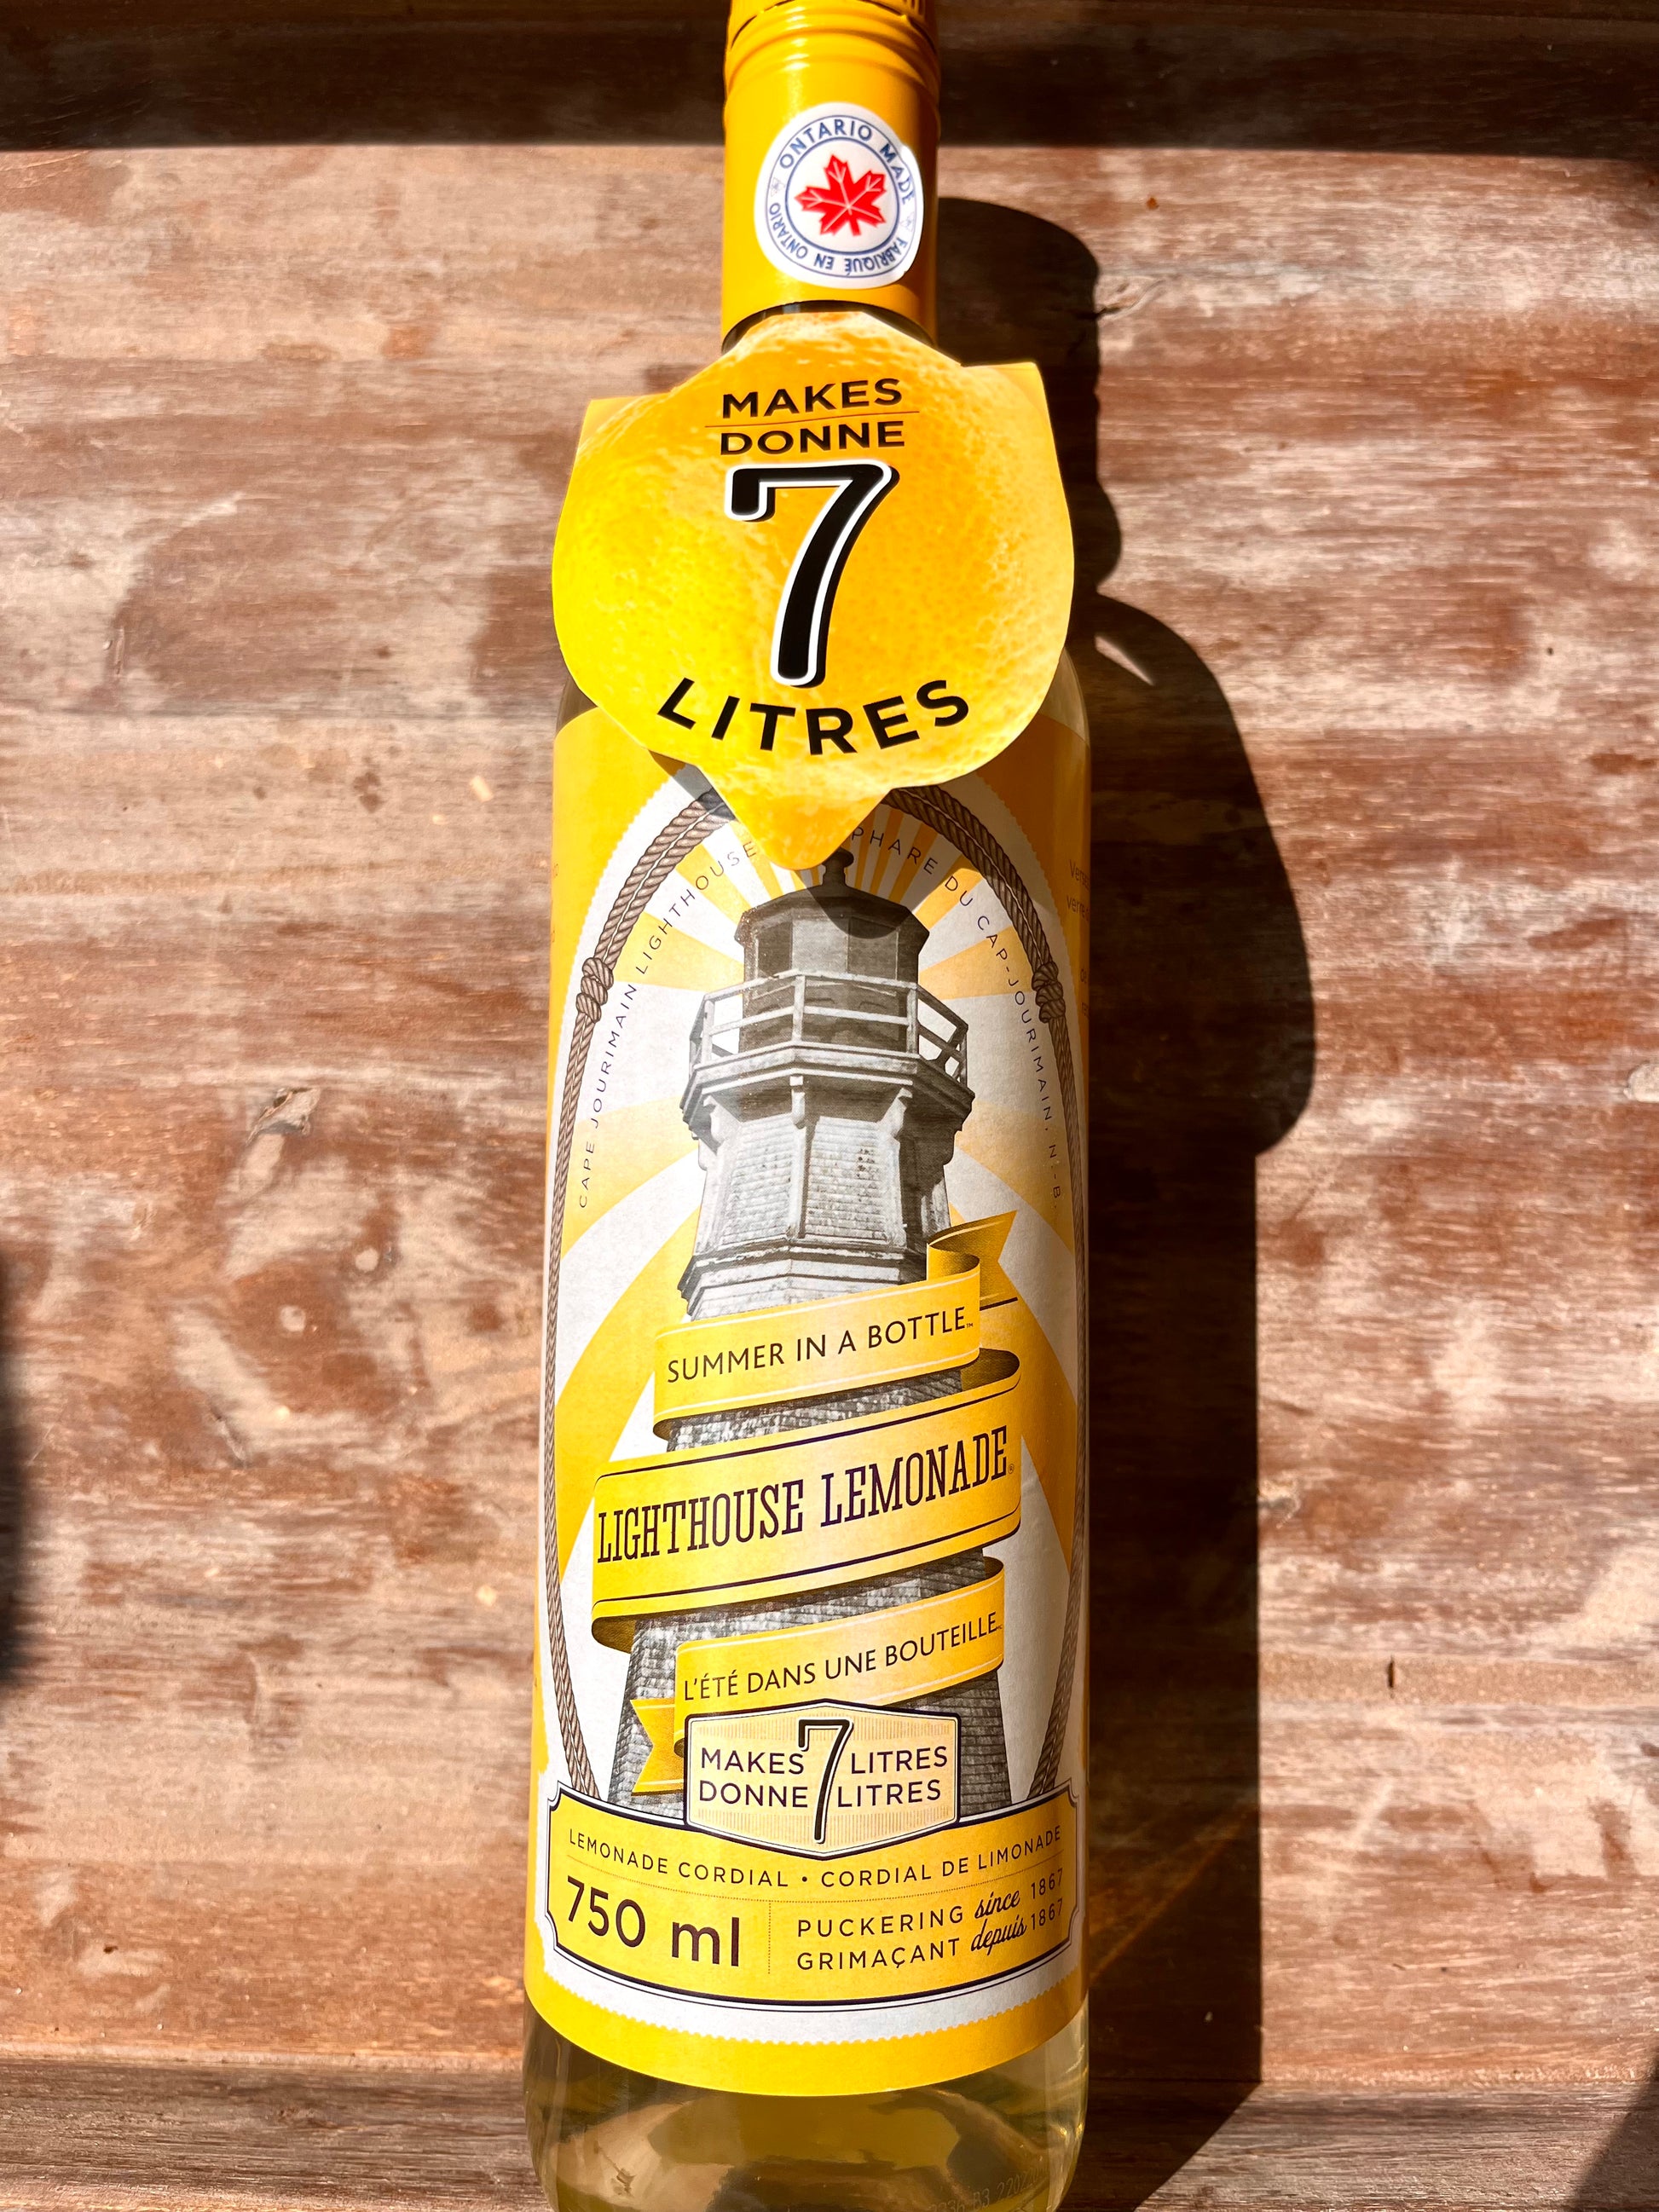 ONTARIO MADE
FABRIQUÉ EN ONTARIO
MAKES
DONNE
7
LITRES
CAPE JOURIMAIN LIGHTHOUSE
PHARE DU CAP-JOURIMAIN, N.-B.
SUMMER IN A BOTTLE™
LIGHTHOUSE LEMONADE®
L'ÉTÉ DANS UNE BOUTEILLE
MAKES 7 LITRES
DONNE LITRES
LEMONADE CORDIAL • CORDIAL DE LIMONADE
750 ml
PUCKERING since 1867
GRIMAÇANT depuis 1867